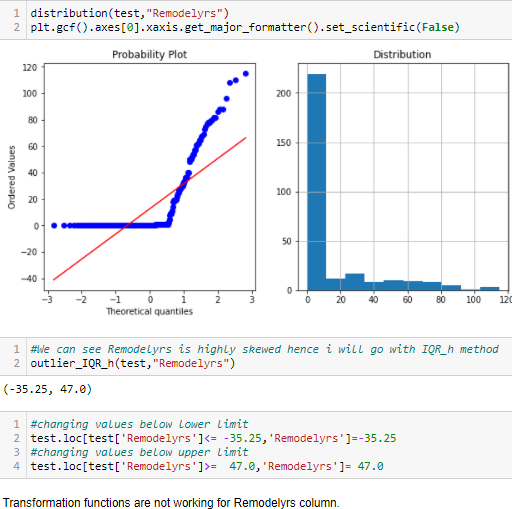 1 distribution(test,"Remodelyrs")
2 plt.gcf().axes[0].xaxis.get_major_formatter().set_scientific(False)
Probability Plot
Ordered Values
120
100
80
60
40
20
0
−20
−40
−3 −2 −1 0 1 2 3
Theoretical quantiles
Distribution
200
150
100
50
0
0 20 40 60 80 100 120
1 #We can see Remodelyrs is highly skewed hence i will go with IQR_h method
2 outlier_IQR_h(test,"Remodelyrs")
(-35.25, 47.0)
1 #changing values below Lower Limit
2 test.loc[test['Remodelyrs']<= -35.25,'Remodelyrs']=-35.25
3 #changing values below upper limit
4 test.loc[test['Remodelyrs']>= 47.0,'Remodelyrs']= 47.0
Transformation functions are not working for Remodelyrs column.